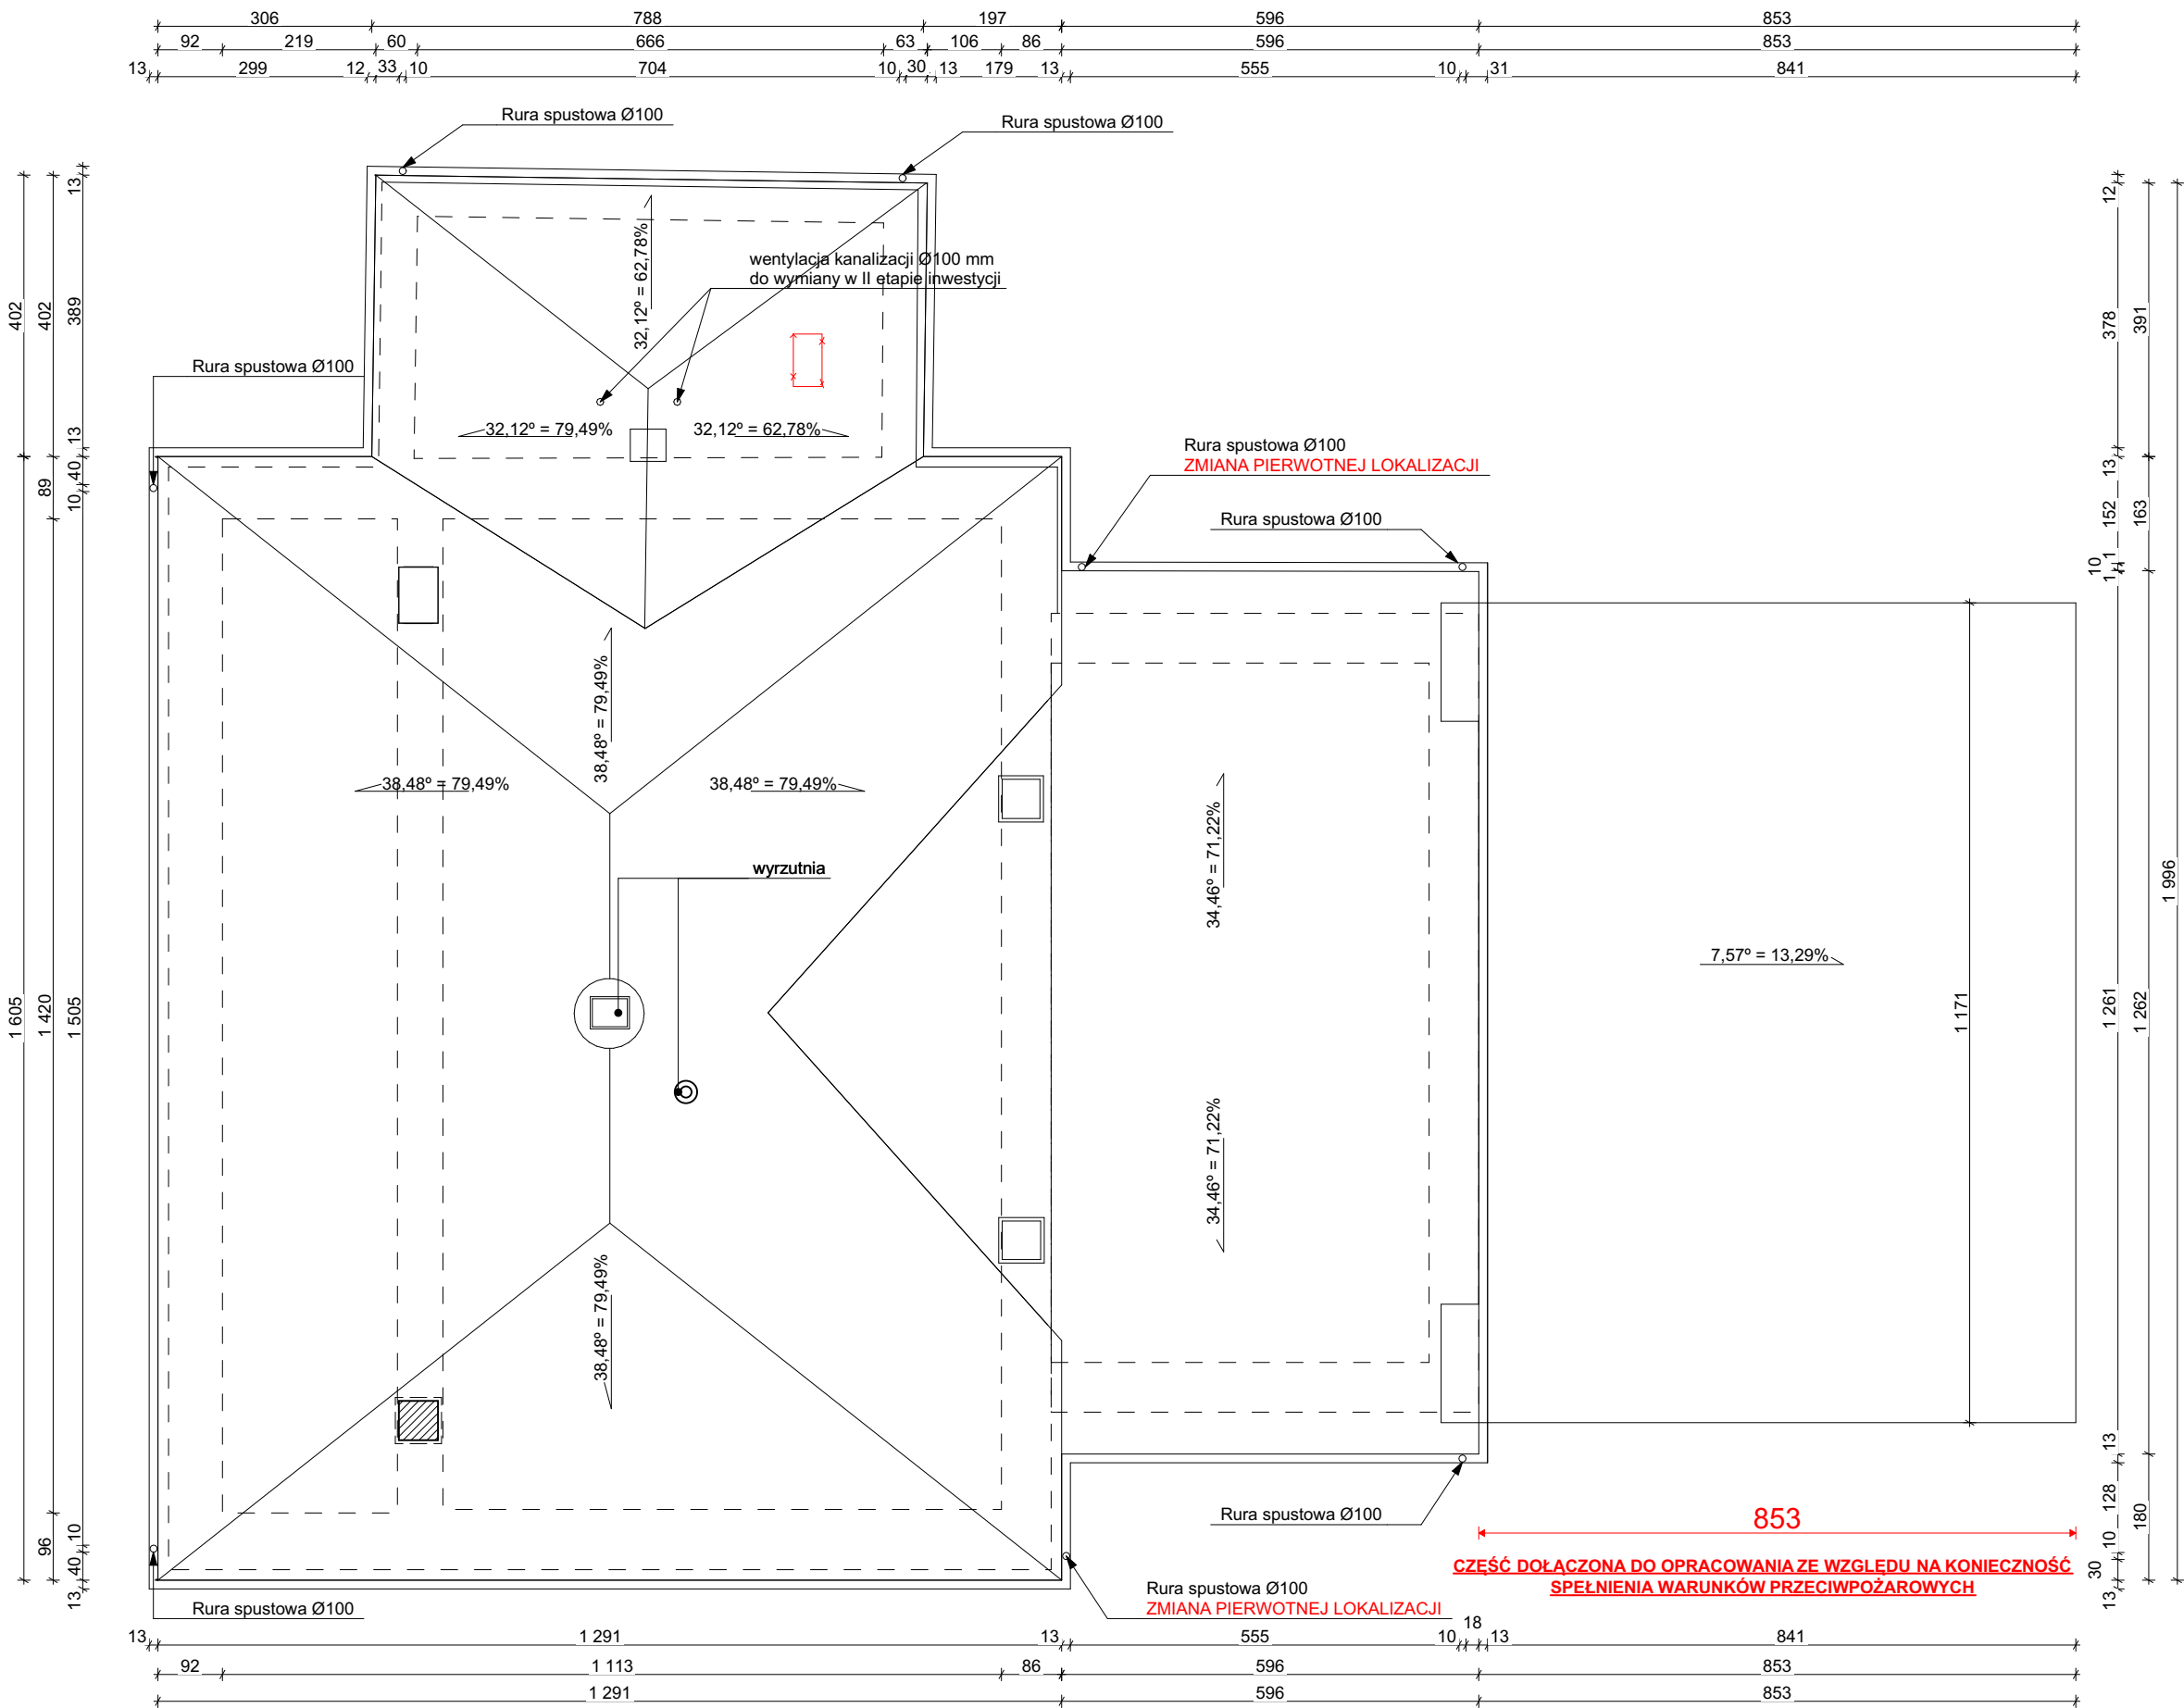 306 788 197 596 853
92 219 60 666 63 106 86 596 853
13 299 12 33 10 704 10 30 13 179 13 555 10 31 841
Rura spustowa Ø100
Rura spustowa Ø100
wentylacja kanalizacji Ø100 mm
do wymiany w II etapie inwestycji
32,12º = 62,78%
Rura spustowa Ø100
32,12º = 79,49%
32,12º = 62,78%
Rura spustowa Ø100
ZMIANA PIERWOTNEJ LOKALIZACJI
Rura spustowa Ø100
38,48º = 79,49%
38,48º = 79,49%
38,48º = 79,49%
34,46º = 71,22%
wyrzutnia
7,57º = 13,29%
1 171
34,46º = 71,22%
38,48º = 79,49%
Rura spustowa Ø100
853
CZĘŚĆ DOŁĄCZONA DO OPRACOWANIA ZE WZGLĘDU NA KONIECZNOŚĆ
SPEŁNIENIA WARUNKÓW PRZECIWPOŻAROWYCH
Rura spustowa Ø100
Rura spustowa Ø100
ZMIANA PIERWOTNEJ LOKALIZACJI
402 1 605
402 89 1 420 96
13 389 13 40 10 1 505 10 40 13
12 378 13 152 10 11 1 261 13 128 10 30 13
391 163 1 262 180
1 996
13 1 291 13 555 10 18 13 841
92 1 113 86 596 853
1 291 596 853